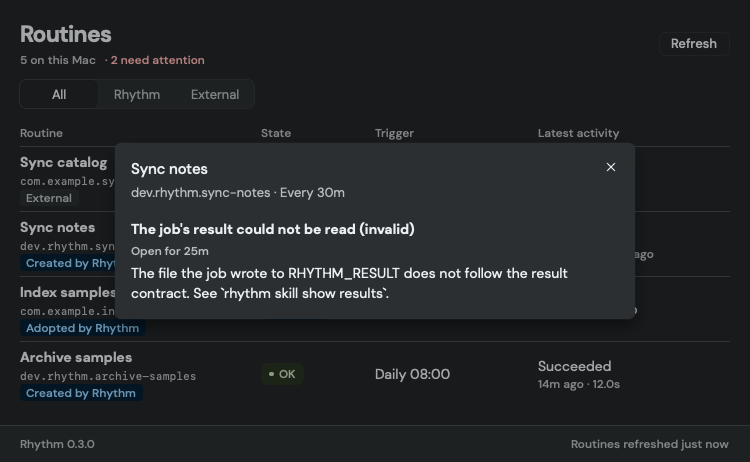 Routines
5 on this Mac · 2 need attention
Refresh
All Rhythm External
Routine State Trigger Latest activity
Sync catalog
com.example.sy
External
Sync notes
dev.rhythm.syn
ago
Created by Rhyt
Index samples
com.example.in
Adopted by Rhythm
Sync notes
dev.rhythm.sync-notes · Every 30m
The job's result could not be read (invalid)
Open for 25m
The file the job wrote to RHYTHM_RESULT does not follow the result
contract. See `rhythm skill show results`.
Archive samples
dev.rhythm.archive-samples
Created by Rhythm
OK
Daily 08:00
Succeeded
14m ago · 12.0s
Rhythm 0.3.0
Routines refreshed just now